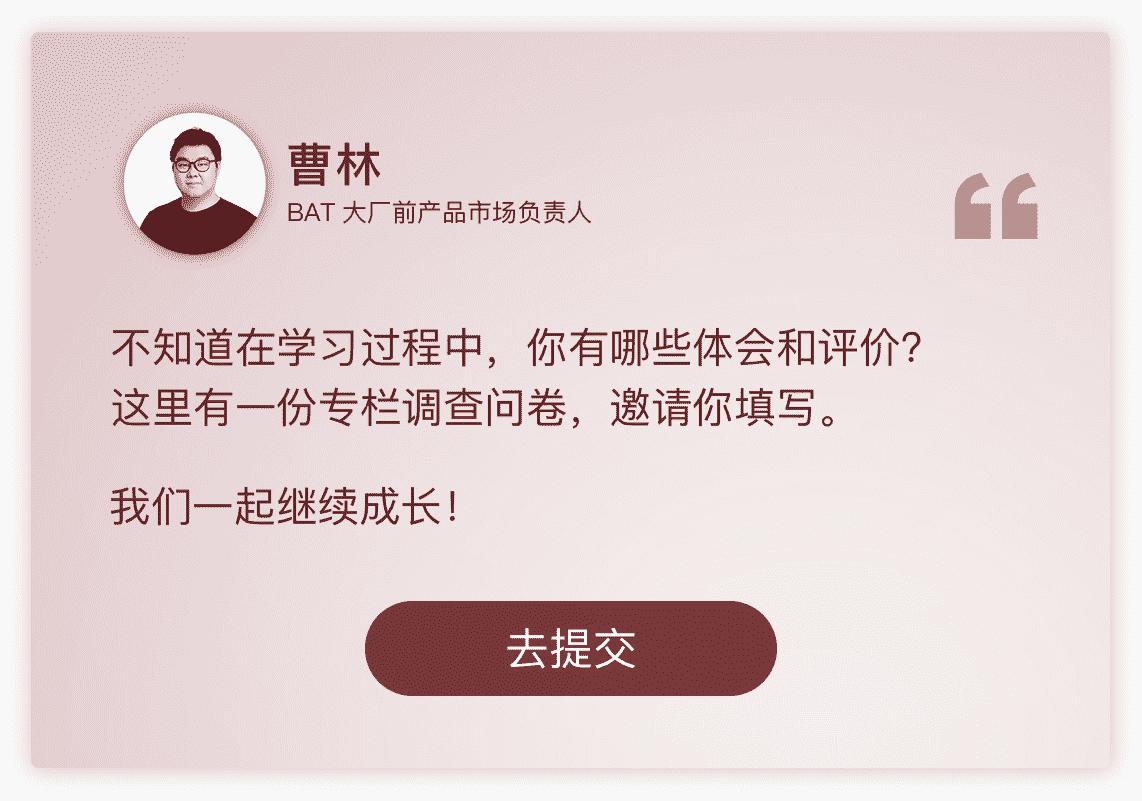 曹林
BAT 大厂前产品市场负责人
不知道在学习过程中，你有哪些体会和评价？
这里有一份专栏调查问卷，邀请你填写。
我们一起继续成长！
去提交